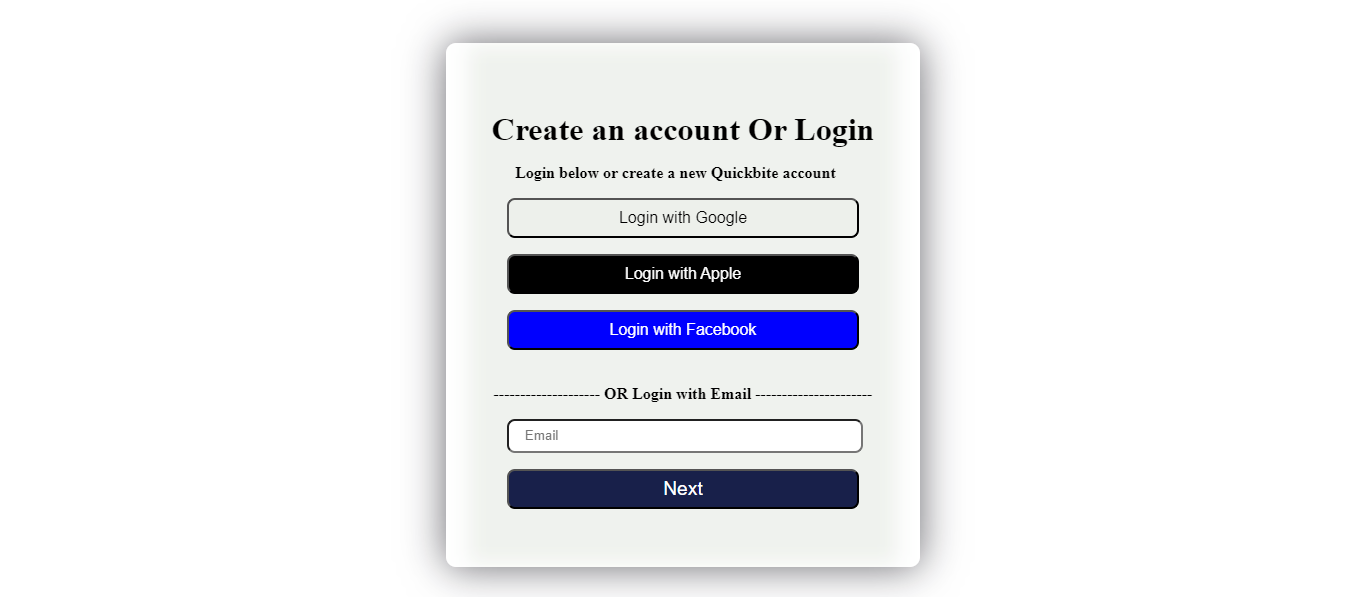 Create an account Or Login
Login below or create a new Quickbite account
Login with Google
Login with Apple
Login with Facebook
-------------------- OR Login with Email ----------------------
Email
Next